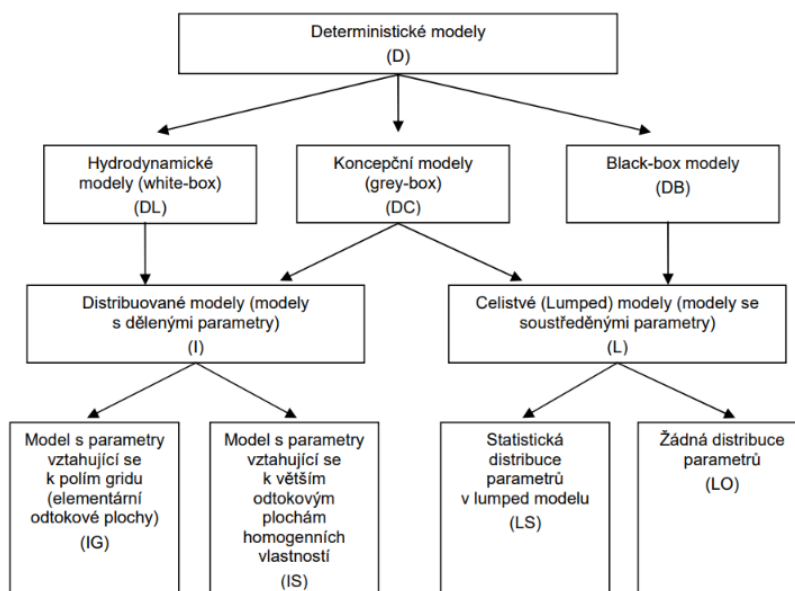 Deterministické modely
(D)
Hydrodynamické
modely (white-box)
(DL)
Koncepční modely
(grey-box)
(DC)
Black-box modely
(DB)
Distribuované modely (modely
s dělenými parametry)
(I)
Celistvé (Lumped) modely (modely se
soustředěnými parametry)
(L)
Model s parametry
vztahující se
k polím gridu
(elementární
odtokové plochy)
(IG)
Model s parametry
vztahující se
k větším
odtokovým
plochám
homogenních
vlastností
(IS)
Statistická
distribuce
parametrů
v lumped modelu
(LS)
Žádná distribuce
parametrů
(LO)